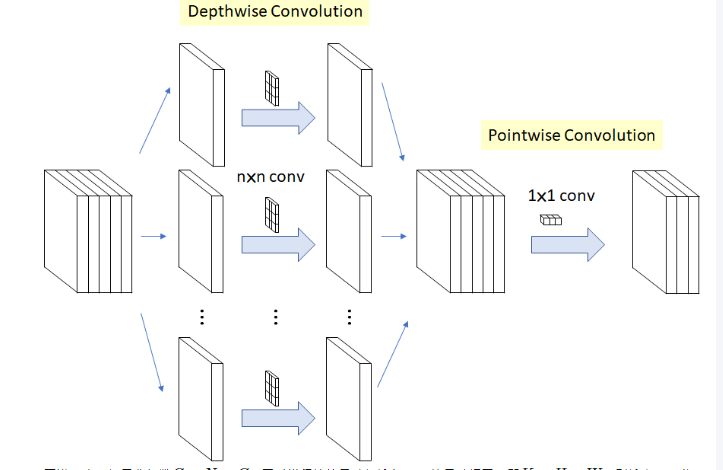 Depthwise Convolution
Pointwise Convolution
nxn conv
1x1 conv